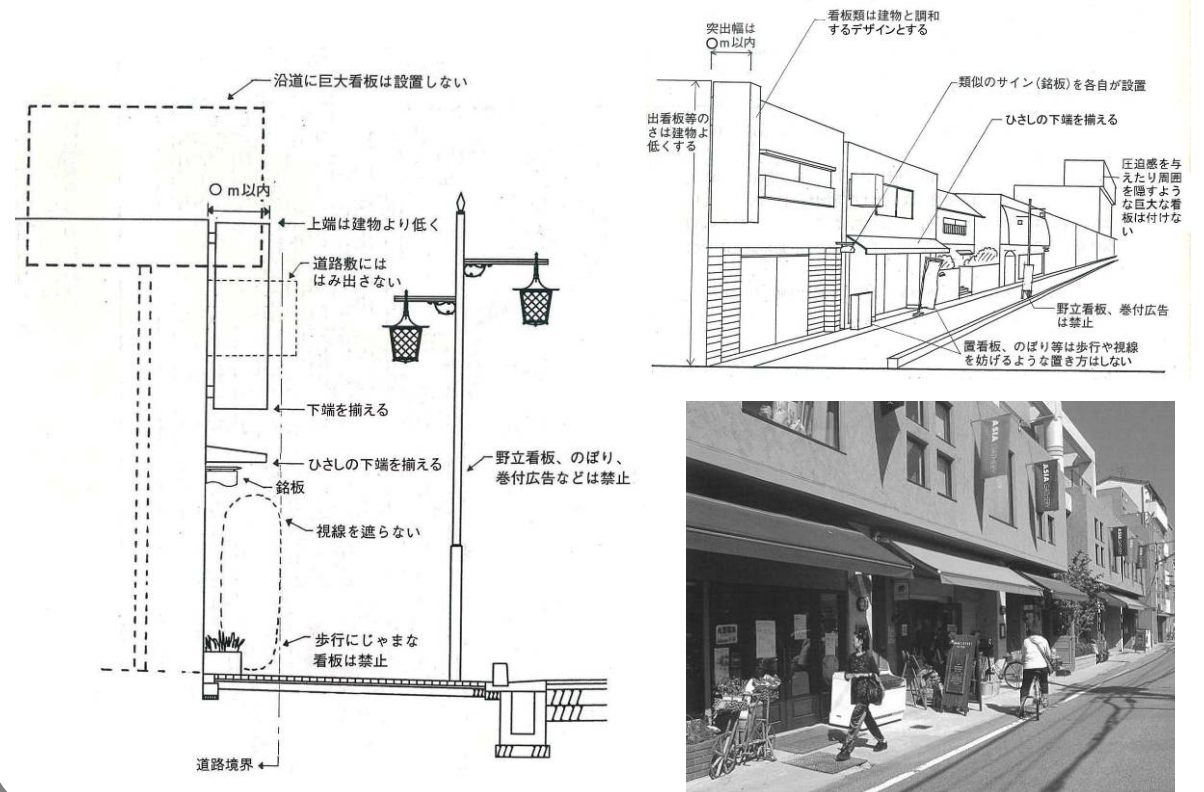 沿道に巨大看板は設置しない
○m以内
上端は建物より低く
道路敷には
はみ出さない
下端を揃える
ひさしの下端を揃える
銘板
視線を遮らない
野立看板、のぼり、
巻付広告などは禁止
歩行にじゃまな
看板は禁止
道路境界
看板類は建物と調和
するデザインとする
突出幅は
○m以内
類似のサイン(銘板)を各自が設置
出看板等の
さは建物よ
低くする
ひさしの下端を揃える
圧迫感を与
えたり周囲
を隠すよう
な巨大な看
板は付けな
い
野立看板、巻付広告
は禁止
置看板、のぼり等は歩行や視線
を妨げるような置き方はしない
ASIA
ASIA